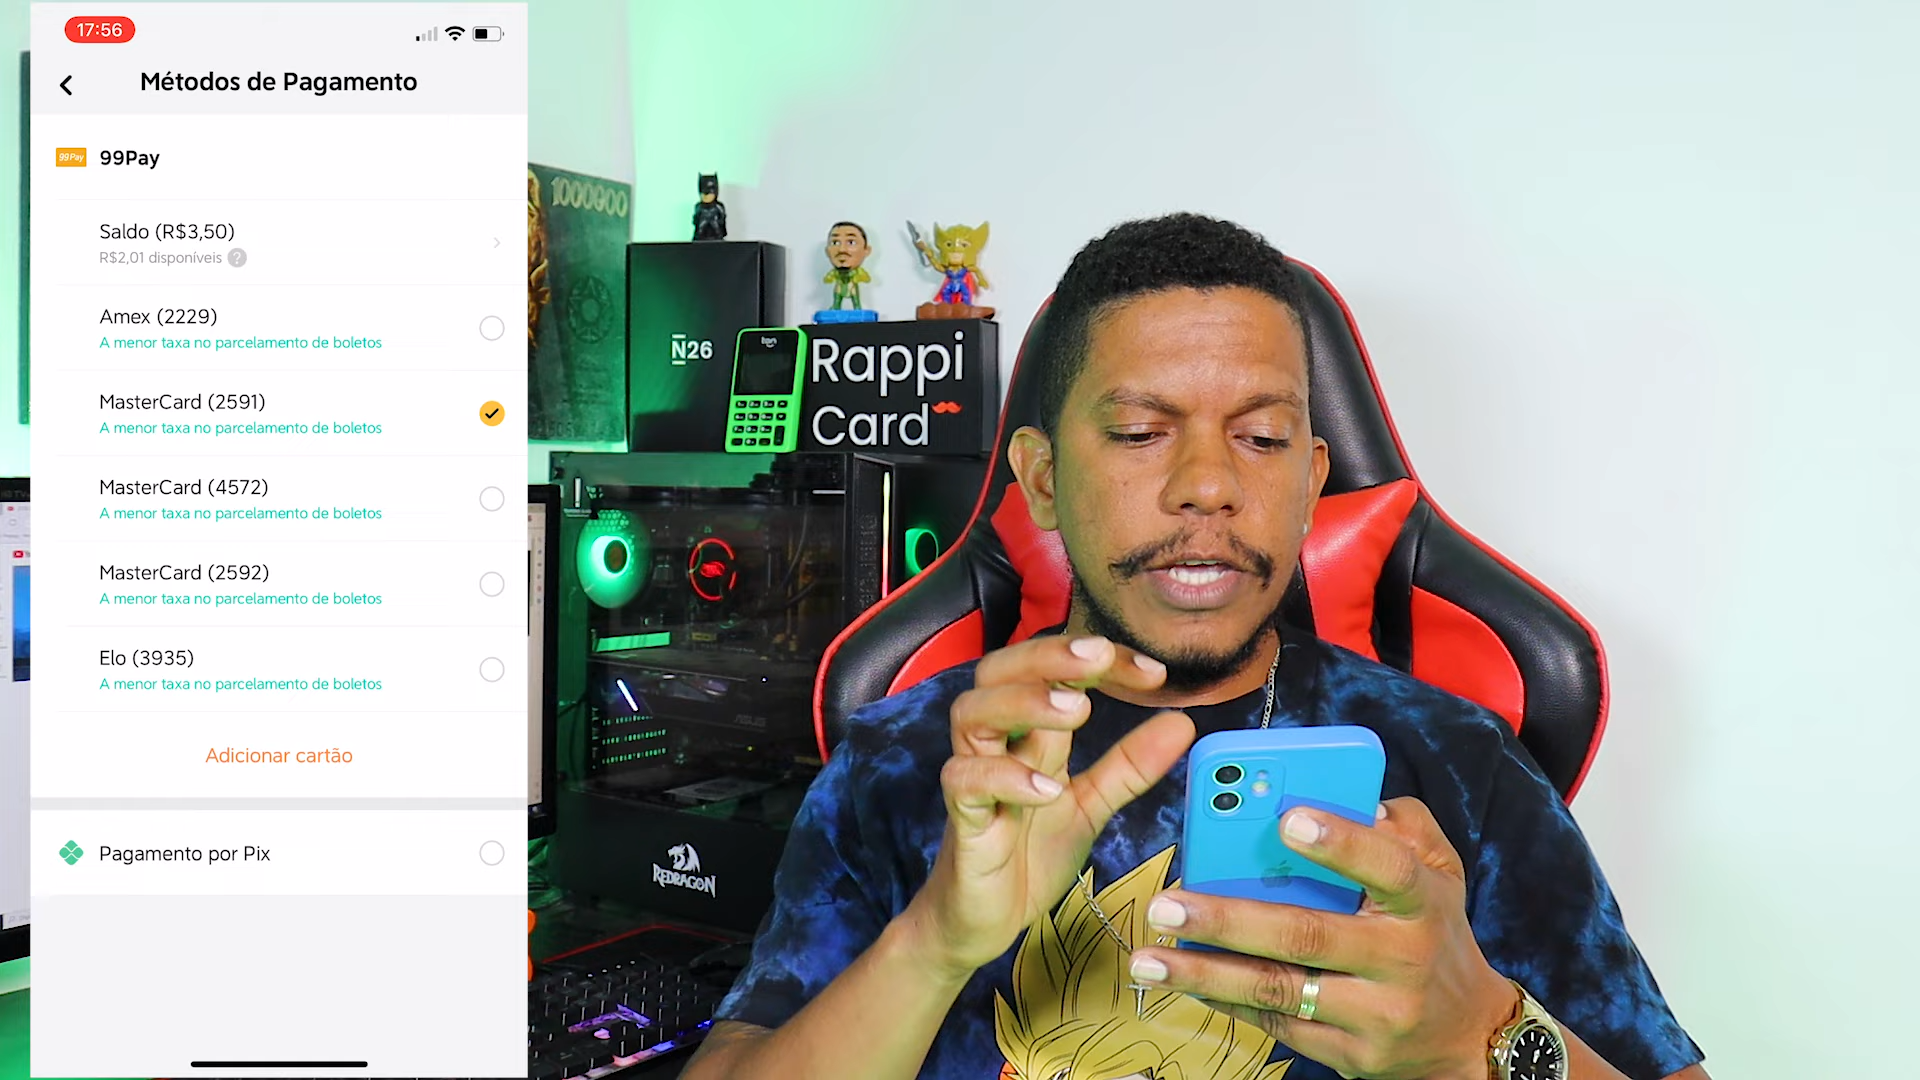 17:56
Métodos de Pagamento
99Pay
99Pay
Saldo (R$3,50)
R$2,01 disponíveis ?
Amex (2229)
A menor taxa no parcelamento de boletos
MasterCard (2591)
A menor taxa no parcelamento de boletos
MasterCard (4572)
A menor taxa no parcelamento de boletos
MasterCard (2592)
A menor taxa no parcelamento de boletos
Elo (3935)
A menor taxa no parcelamento de boletos
Adicionar cartão
Pagamento por Pix
1000000
N26
ton
Rappi
Card
ASUS
REDRAGON